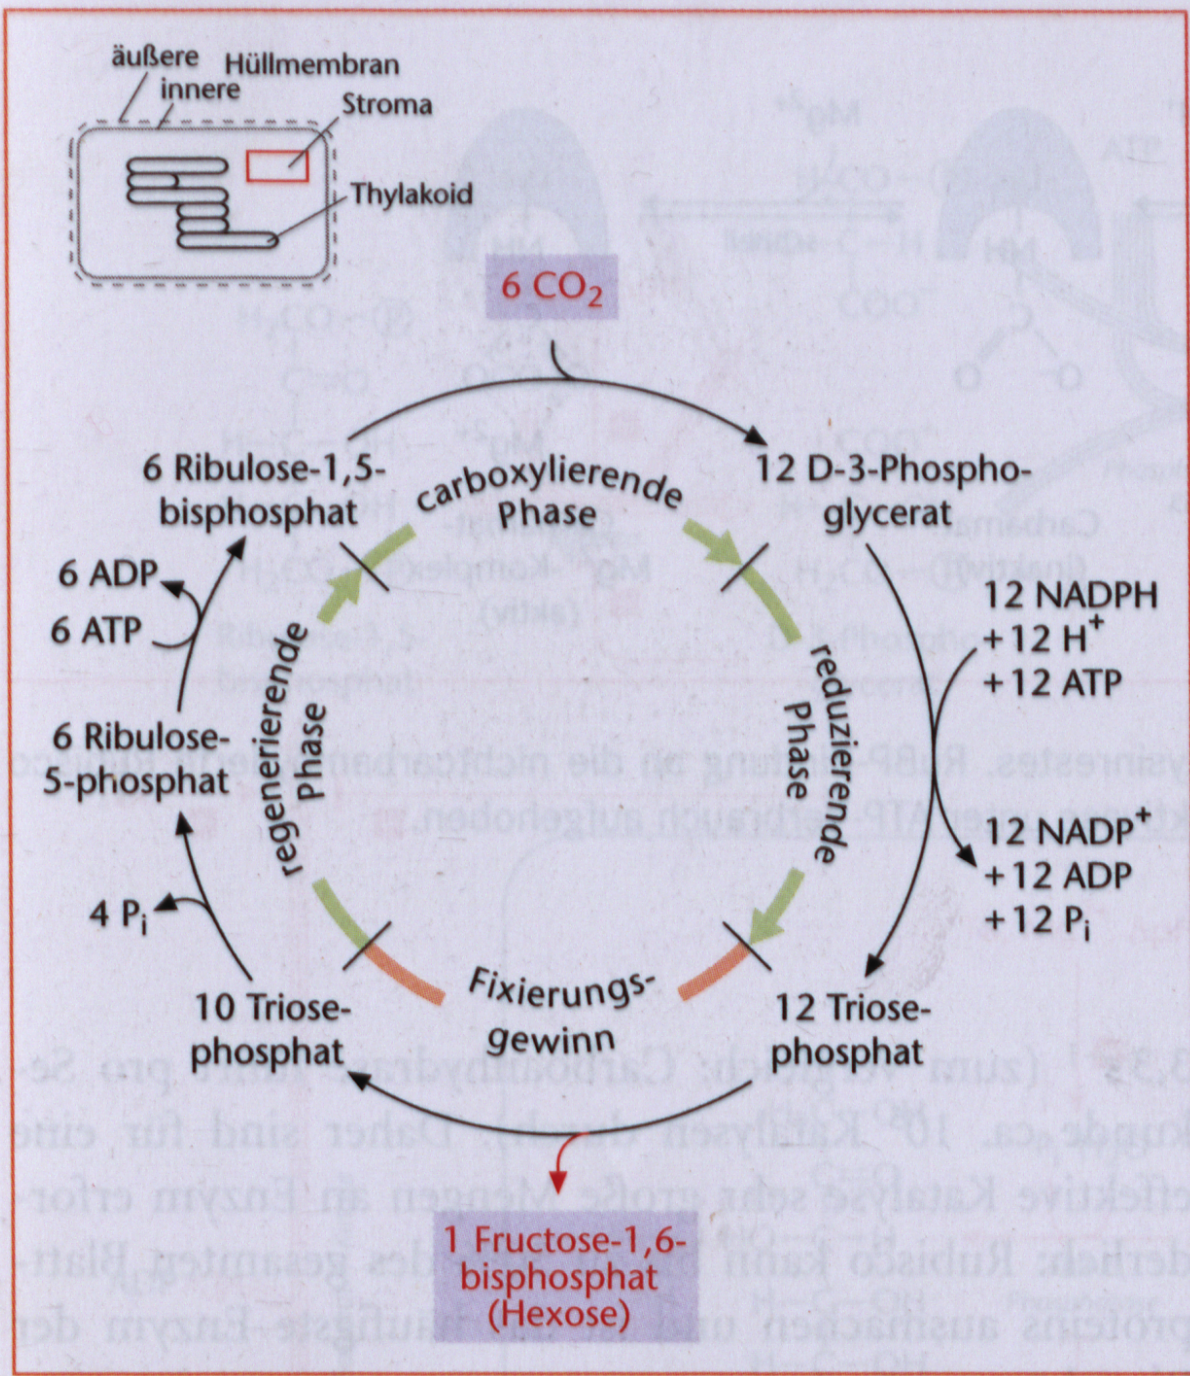 äußere Hüllmembran
innere
Stroma
Thylakoid
6 CO₂
6 Ribulose-1,5-
bisphosphat
carboxylierende
Phase
12 D-3-Phospho-
glycerat
6 ADP
6 ATP
12 NADPH
+ 12 H⁺
+ 12 ATP
regenerierende
Phase
reduzierende
Phase
6 Ribulose-
5-phosphat
12 NADP⁺
+ 12 ADP
+ 12 Pᵢ
4 Pᵢ
Fixierungs-
gewinn
10 Triose-
phosphat
12 Triose-
phosphat
1 Fructose-1,6-
bisphosphat
(Hexose)